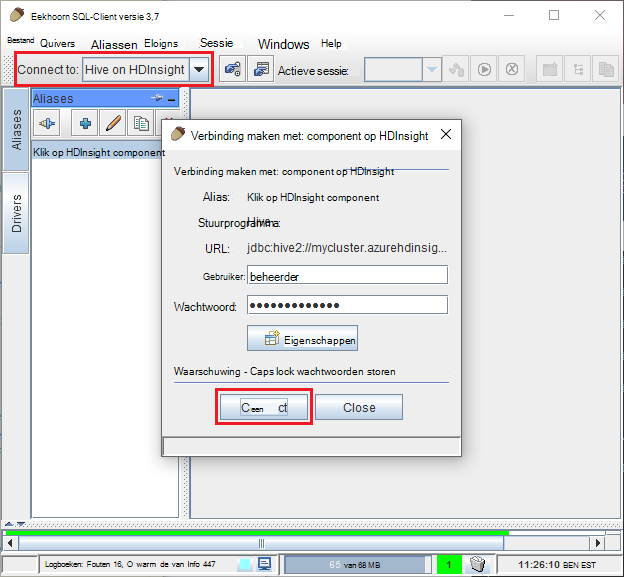 Eekhoorn SQL-Client versie 3,7
Bestand Quivers Aliassen Eloigns Sessie Windows Help
Connect to: Hive on HDInsight Actieve sessie:
Aliases
Aliases
Klik op HDInsight component
Drivers
Verbinding maken met: component op HDInsight
Verbinding maken met: component op HDInsight
Alias: Klik op HDInsight component
Stuurprogramma: Hive
URL: jdbc:hive2://mycluster.azurehdinsig...
Gebruiker: beheerder
Wachtwoord: •••••••••••••
Eigenschappen
Waarschuwing - Caps lock wachtwoorden storen
Ceen ct Close
Logboeken: Fouten 16, O warm de van Info 447 65 van 68 MB 1 11:26:10 BEN EST